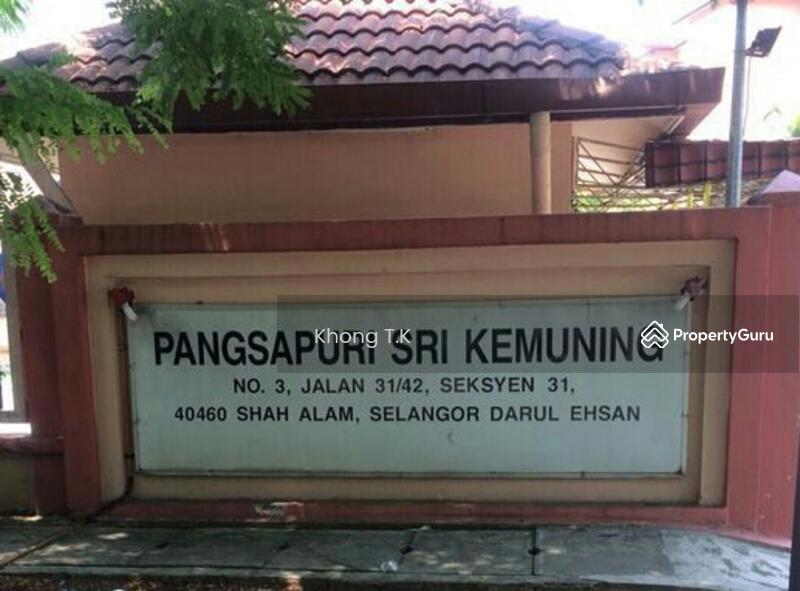 PANGSAPURI SRI KEMUNING
Khong T.K
PropertyGuru
NO. 3, JALAN 31/42, SEKSYEN 31,
40460 SHAH ALAM, SELANGOR DARUL EHSAN